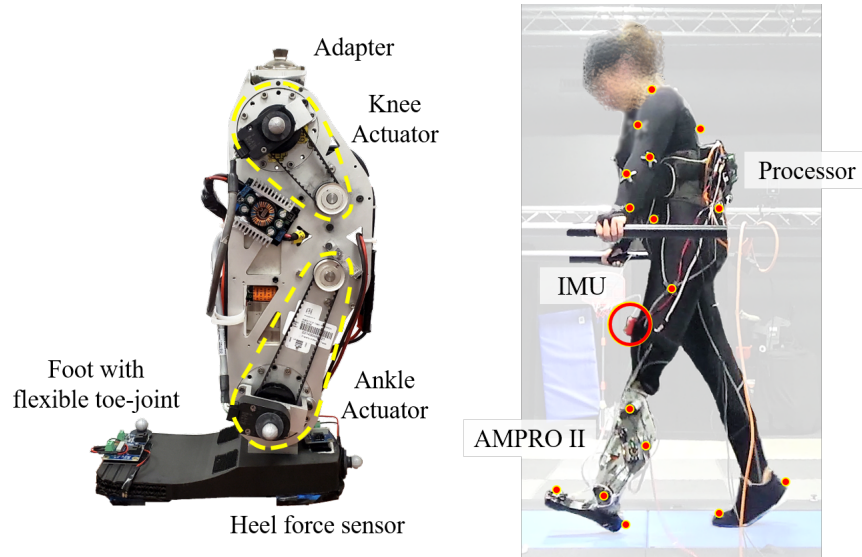 Adapter
Knee
Actuator
Foot with
flexible toe-joint
Ankle
Actuator
Heel force sensor
Processor
IMU
AMPRO II